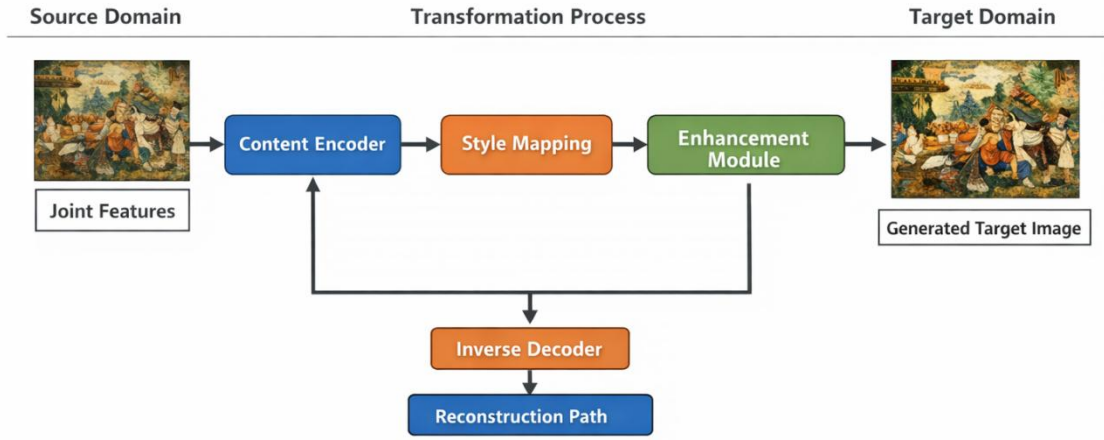 Source Domain
Transformation Process
Target Domain
Content Encoder
Style Mapping
Enhancement
Module
Joint Features
Generated Target Image
Inverse Decoder
Reconstruction Path